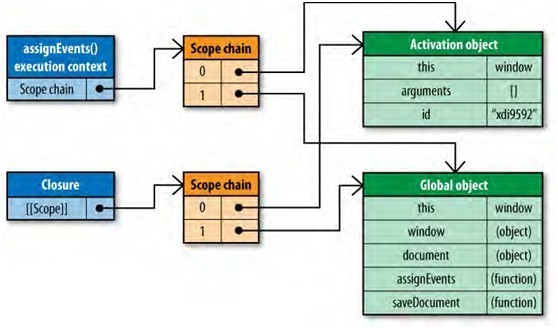 assignEvents()
execution context
Scope chain
Scope chain
0
1
Activation object
this window
arguments []
id "xdi9592"
Closure
[[Scope]]
Scope chain
0
1
Global object
this window
window (object)
document (object)
assignEvents (function)
saveDocument (function)